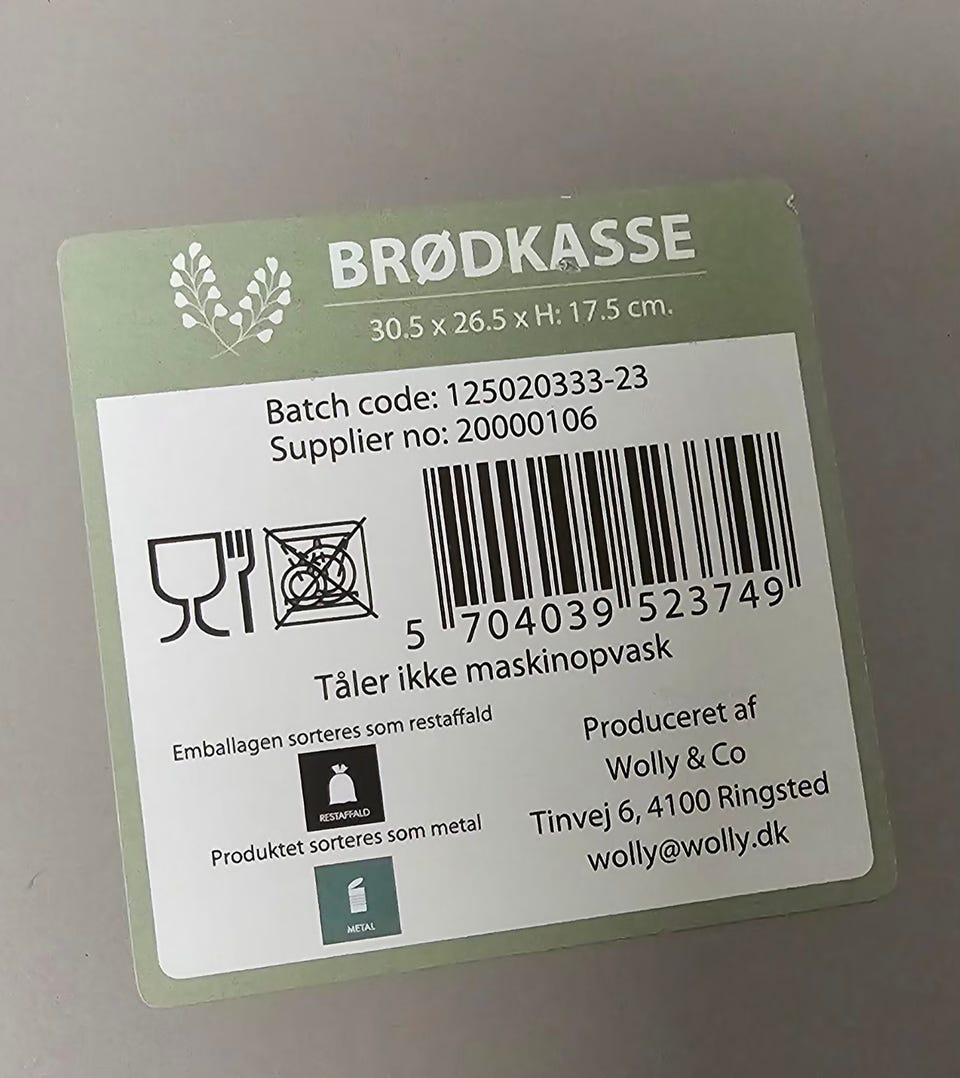 BRØDKASSE
30.5 x 26.5 x H: 17.5 cm.
Batch code: 125020333-23
Supplier no: 20000106
5 704039 523749
Tåler ikke maskinopvask
Emballagen sorteres som restaffald
RESTAFFALD
Produktet sorteres som metal
METAL
Produceret af
Wolly & Co
Tinvej 6, 4100 Ringsted
wolly@wolly.dk